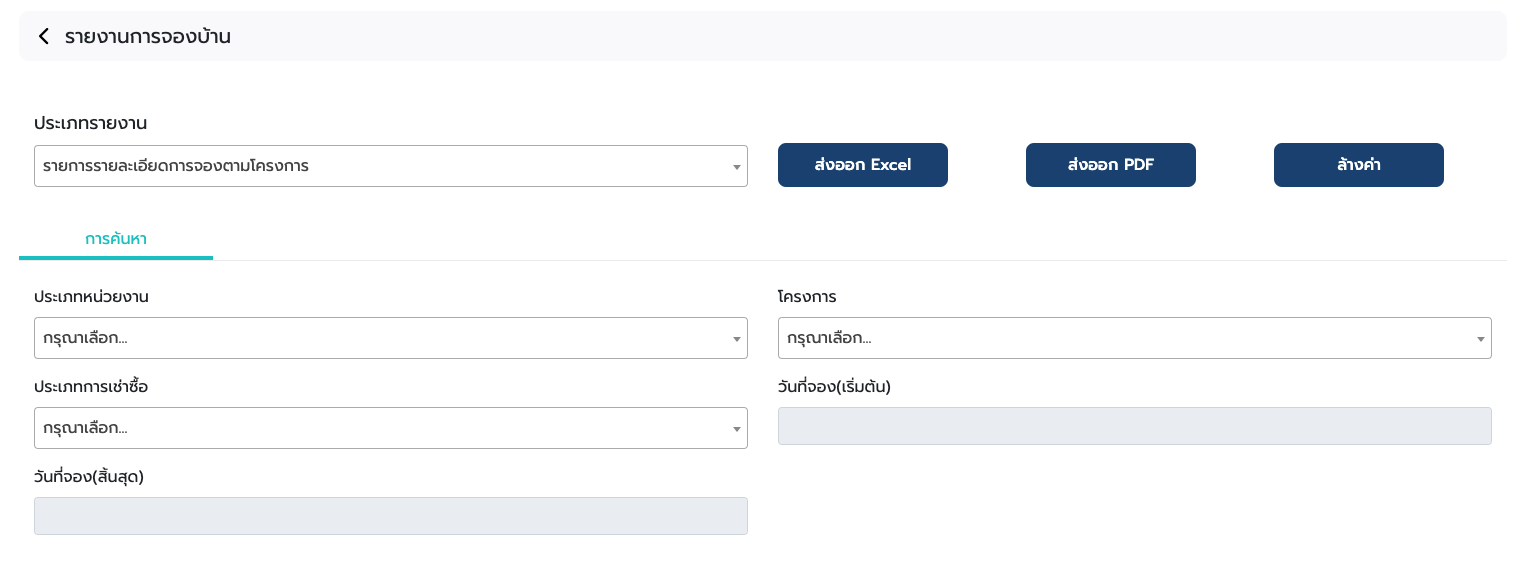 รายงานการจองบ้าน
ประเภทรายงาน
รายการรายละเอียดการจองตามโครงการ
ส่งออก Excel
ส่งออก PDF
ล้างค่า
การค้นหา
ประเภทหน่วยงาน
โครงการ
กรุณาเลือก...
กรุณาเลือก...
ประเภทการเช่าซื้อ
วันที่จอง(เริ่มต้น)
กรุณาเลือก...
วันที่จอง(สิ้นสุด)